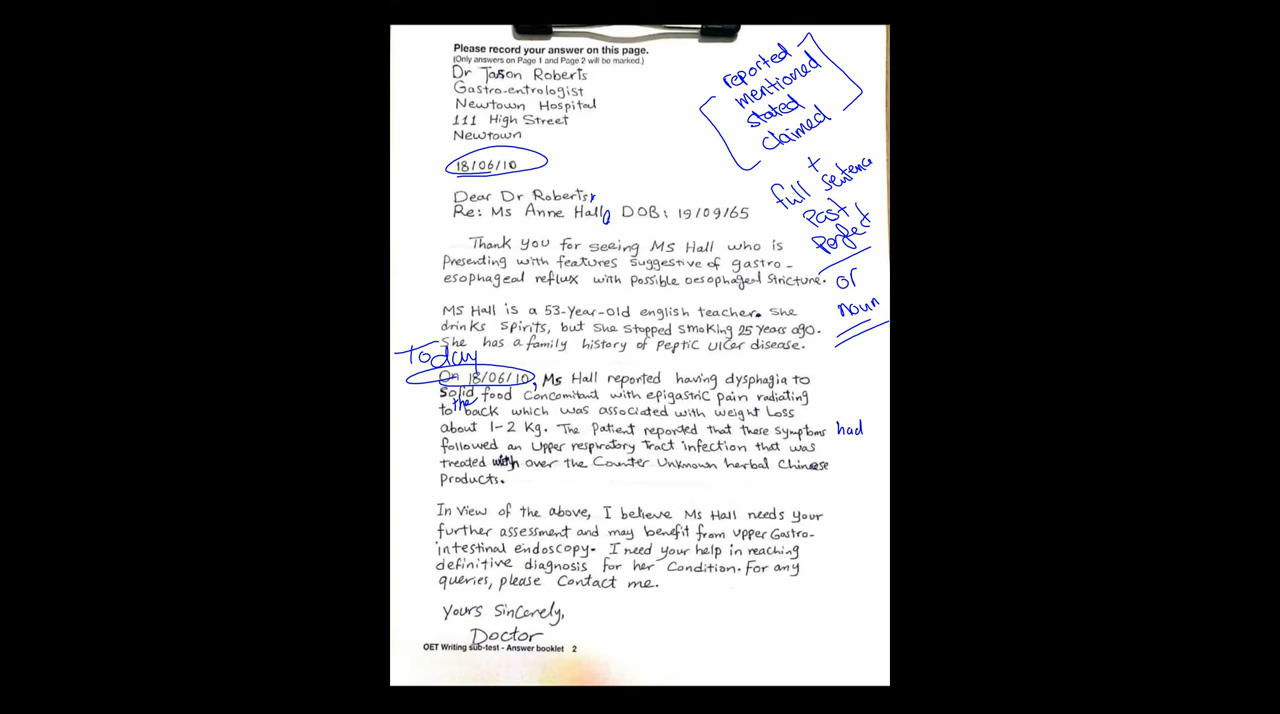 Please record your answer on this page.
(Only answers on Page 1 and Page 2 will be marked.)
Dr Jason Roberts
Gastro-entrologist
Newtown Hospital
111 High Street
Newtown
18/06/10
Dear Dr Roberts,
Re: Ms Anne Hall, DOB: 19/09/65
Thank you for seeing Ms Hall who is
presenting with features suggestive of gastro-
esophageal reflux with possible oesophageal stricture.
Ms Hall is a 53-year-old english teacher. She
drinks spirits, but she stopped smoking 25 years ago.
She has a family history of peptic ulcer disease.
Today
On 18/06/10, Ms Hall reported having dysphagia to
solid food concomitant with epigastric pain radiating
to the back which was associated with weight loss
about 1-2 kg. The patient reported that these symptoms had
followed an upper respiratory tract infection that was
treated with over the counter unknown herbal Chinese
products.
In view of the above, I believe Ms Hall needs your
further assessment and may benefit from upper Gastro-
intestinal endoscopy. I need your help in reaching
definitive diagnosis for her condition. For any
queries, please contact me.
Yours sincerely,
Doctor
OET Writing sub-test - Answer booklet 2
reported
mentioned
stated
claimed
+
full sentence
past
perfect
or
noun